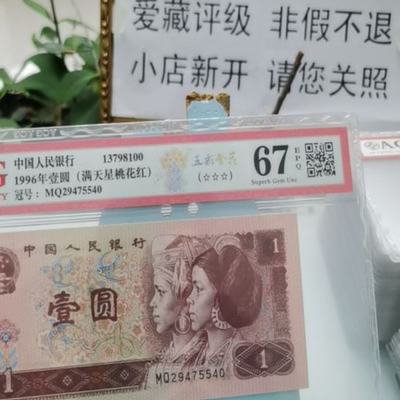 爱藏评级 非假不退
小店新开 请您关照
中国人民银行 13798100
1996年壹圆（满天星桃花红）
冠号：MQ29475540
五彩金花
(☆☆☆)
67 EPQ
Superb Gem Unc
AC
中国人民银行
壹圆
1
MQ29475540
1
1